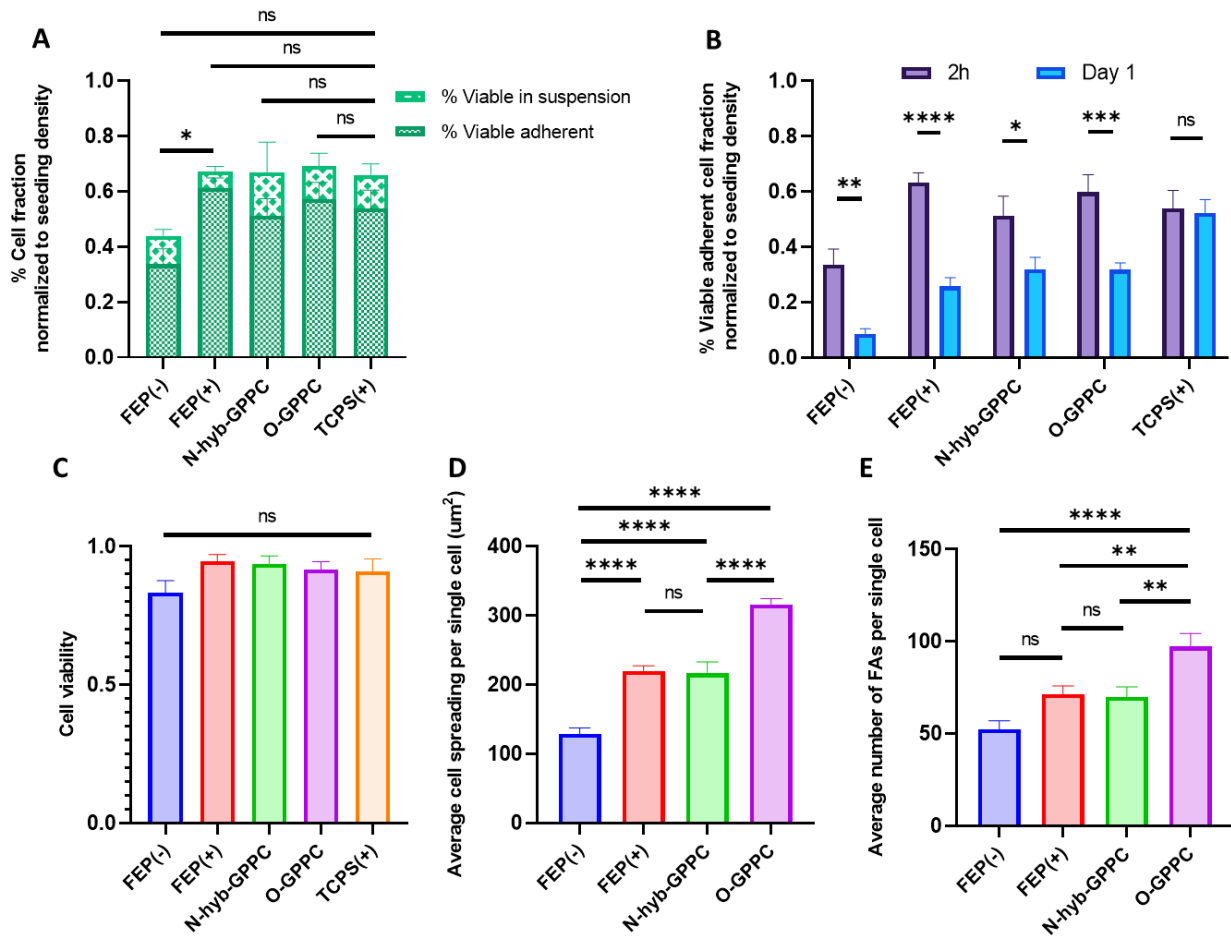 A
ns
ns
ns
ns
*
% Viable in suspension
% Viable adherent
% Cell fraction
normalized to seeding density
1.0
0.8
0.6
0.4
0.2
0.0
FEP(-)
FEP(+)
N-hyb-GPPC
O-GPPC
TCPS(+)
B
2h
Day 1
**
****
*
***
ns
% Viable adherent cell fraction
normalized to seeding density
1.0
0.8
0.6
0.4
0.2
0.0
FEP(-)
FEP(+)
N-hyb-GPPC
O-GPPC
TCPS(+)
C
ns
Cell viability
1.0
0.5
0.0
FEP(-)
FEP(+)
N-hyb-GPPC
O-GPPC
TCPS(+)
D
****
****
****
ns
****
Average cell spreading per single cell (um²)
400
300
200
100
0
FEP(-)
FEP(+)
N-hyb-GPPC
O-GPPC
E
****
**
**
ns
ns
Average number of FAs per single cell
150
100
50
0
FEP(-)
FEP(+)
N-hyb-GPPC
O-GPPC